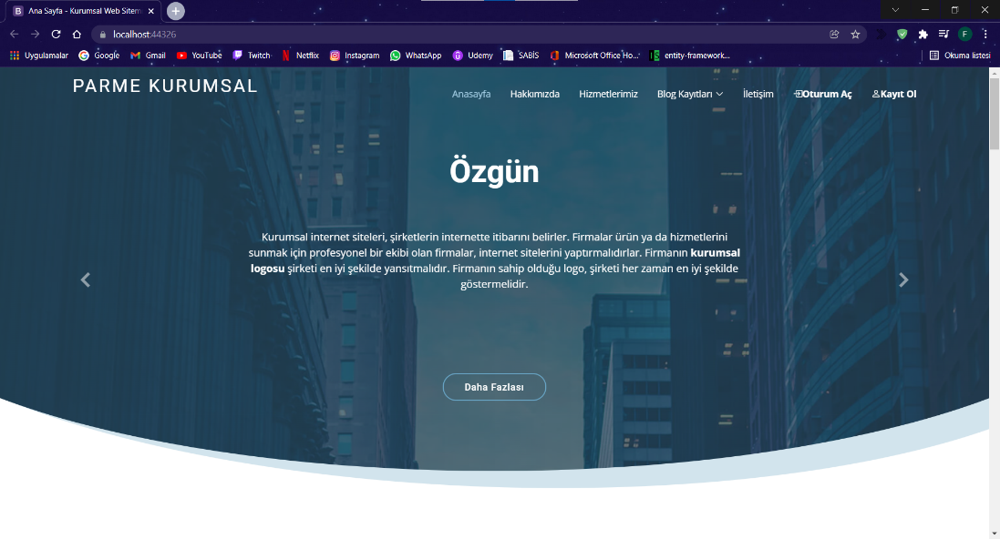 Ana Sayfa - Kurumsal Web Sitem
localhost:44326
F
Uygulamalar Google Gmail YouTube Twitch Netflix Instagram WhatsApp Udemy SABİS Microsoft Office Ho... entity-framework... Okuma listesi
PARME KURUMSAL
Anasayfa Hakkımızda Hizmetlerimiz Blog Kayıtları İletişim Oturum Aç Kayıt Ol
Özgün
Kurumsal internet siteleri, şirketlerin internette itibarını belirler. Firmalar ürün ya da hizmetlerini
sunmak için profesyonel bir ekibi olan firmalar, internet sitelerini yaptırmalıdırlar. Firmanın kurumsal
logosu şirketi en iyi şekilde yansıtmalıdır. Firmanın sahip olduğu logo, şirketi her zaman en iyi şekilde
göstermelidir.
Daha Fazlası